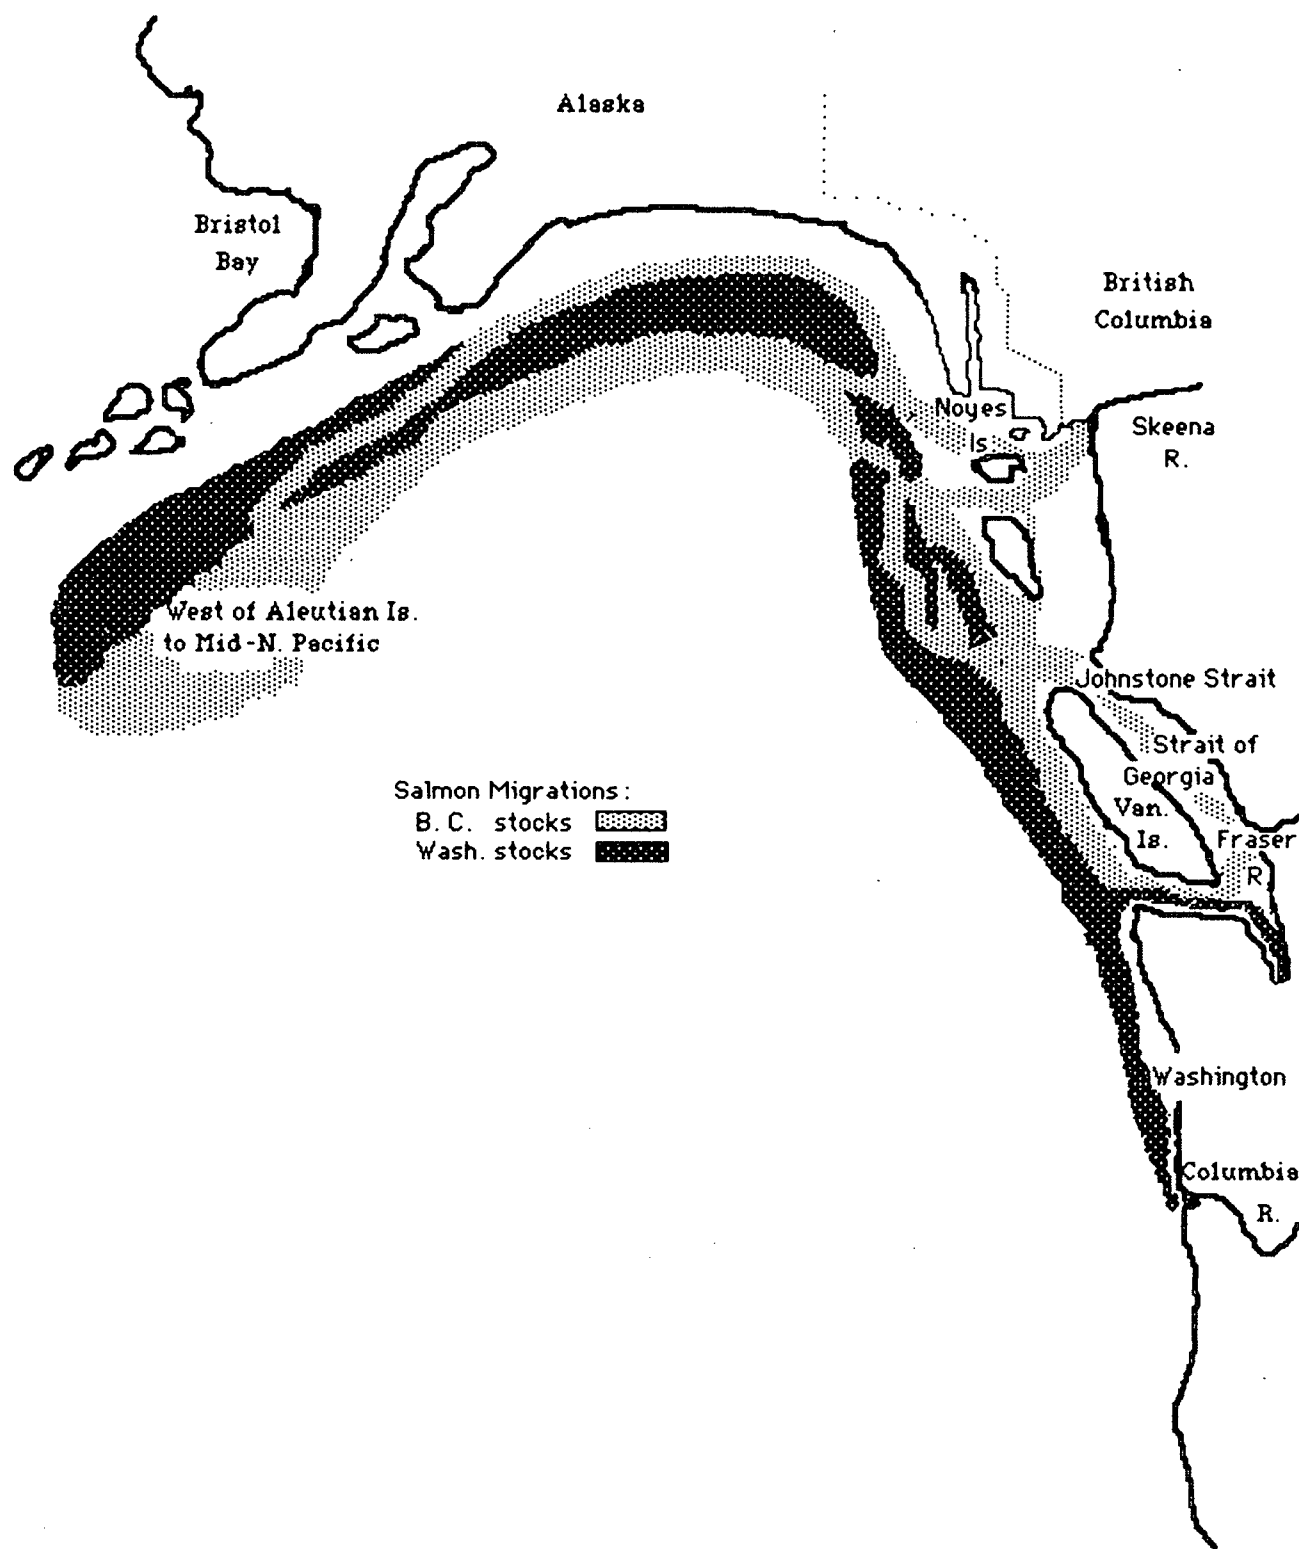 Alaska
Bristol
Bay
British
Columbia
Noyes
Is
Skeena
R.
West of Aleutian Is.
to Mid-N. Pacific
Johnstone Strait
Strait of
Georgia
Van.
Is.
Fraser
R
Salmon Migrations:
B.C. stocks
Wash. stocks
Washington
Columbia
R.